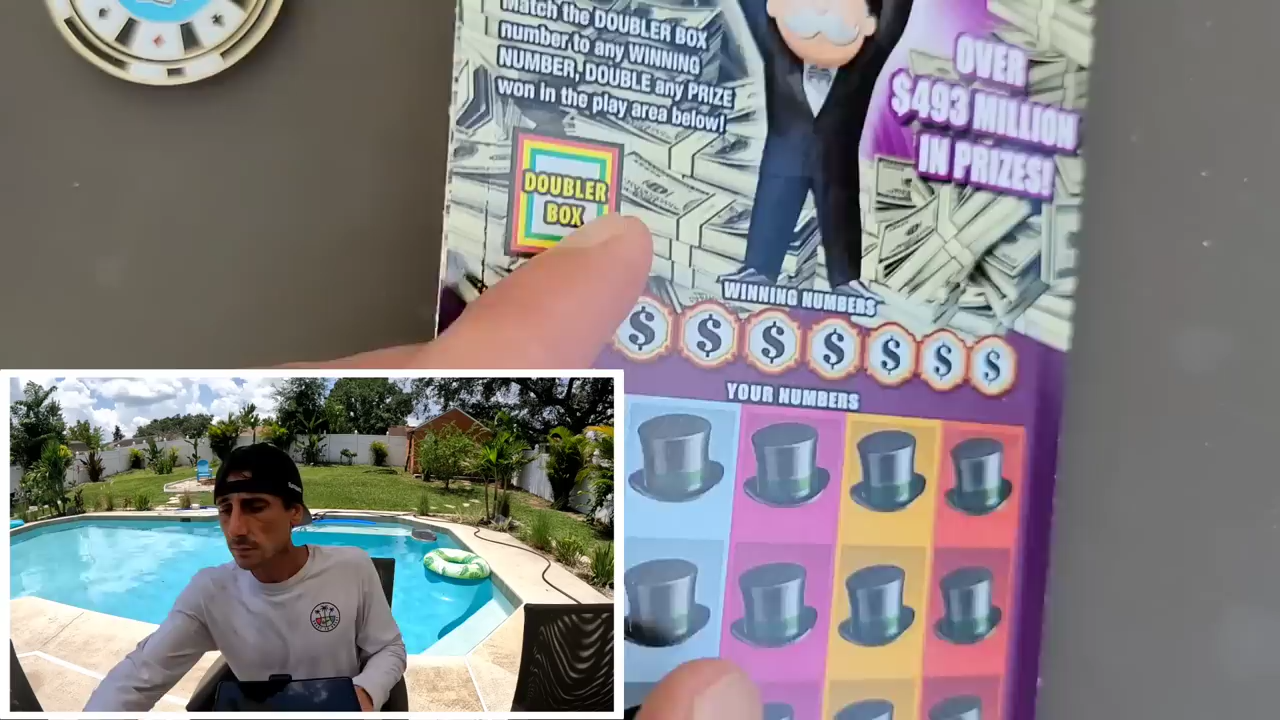 Match the DOUBLER BOX
number to any WINNING
NUMBER, DOUBLE any PRIZE
won in the play area below!
OVER
$493 MILLION
IN PRIZES!
DOUBLER
BOX
WINNING NUMBERS
$ $ $ $ $ $ $
YOUR NUMBERS